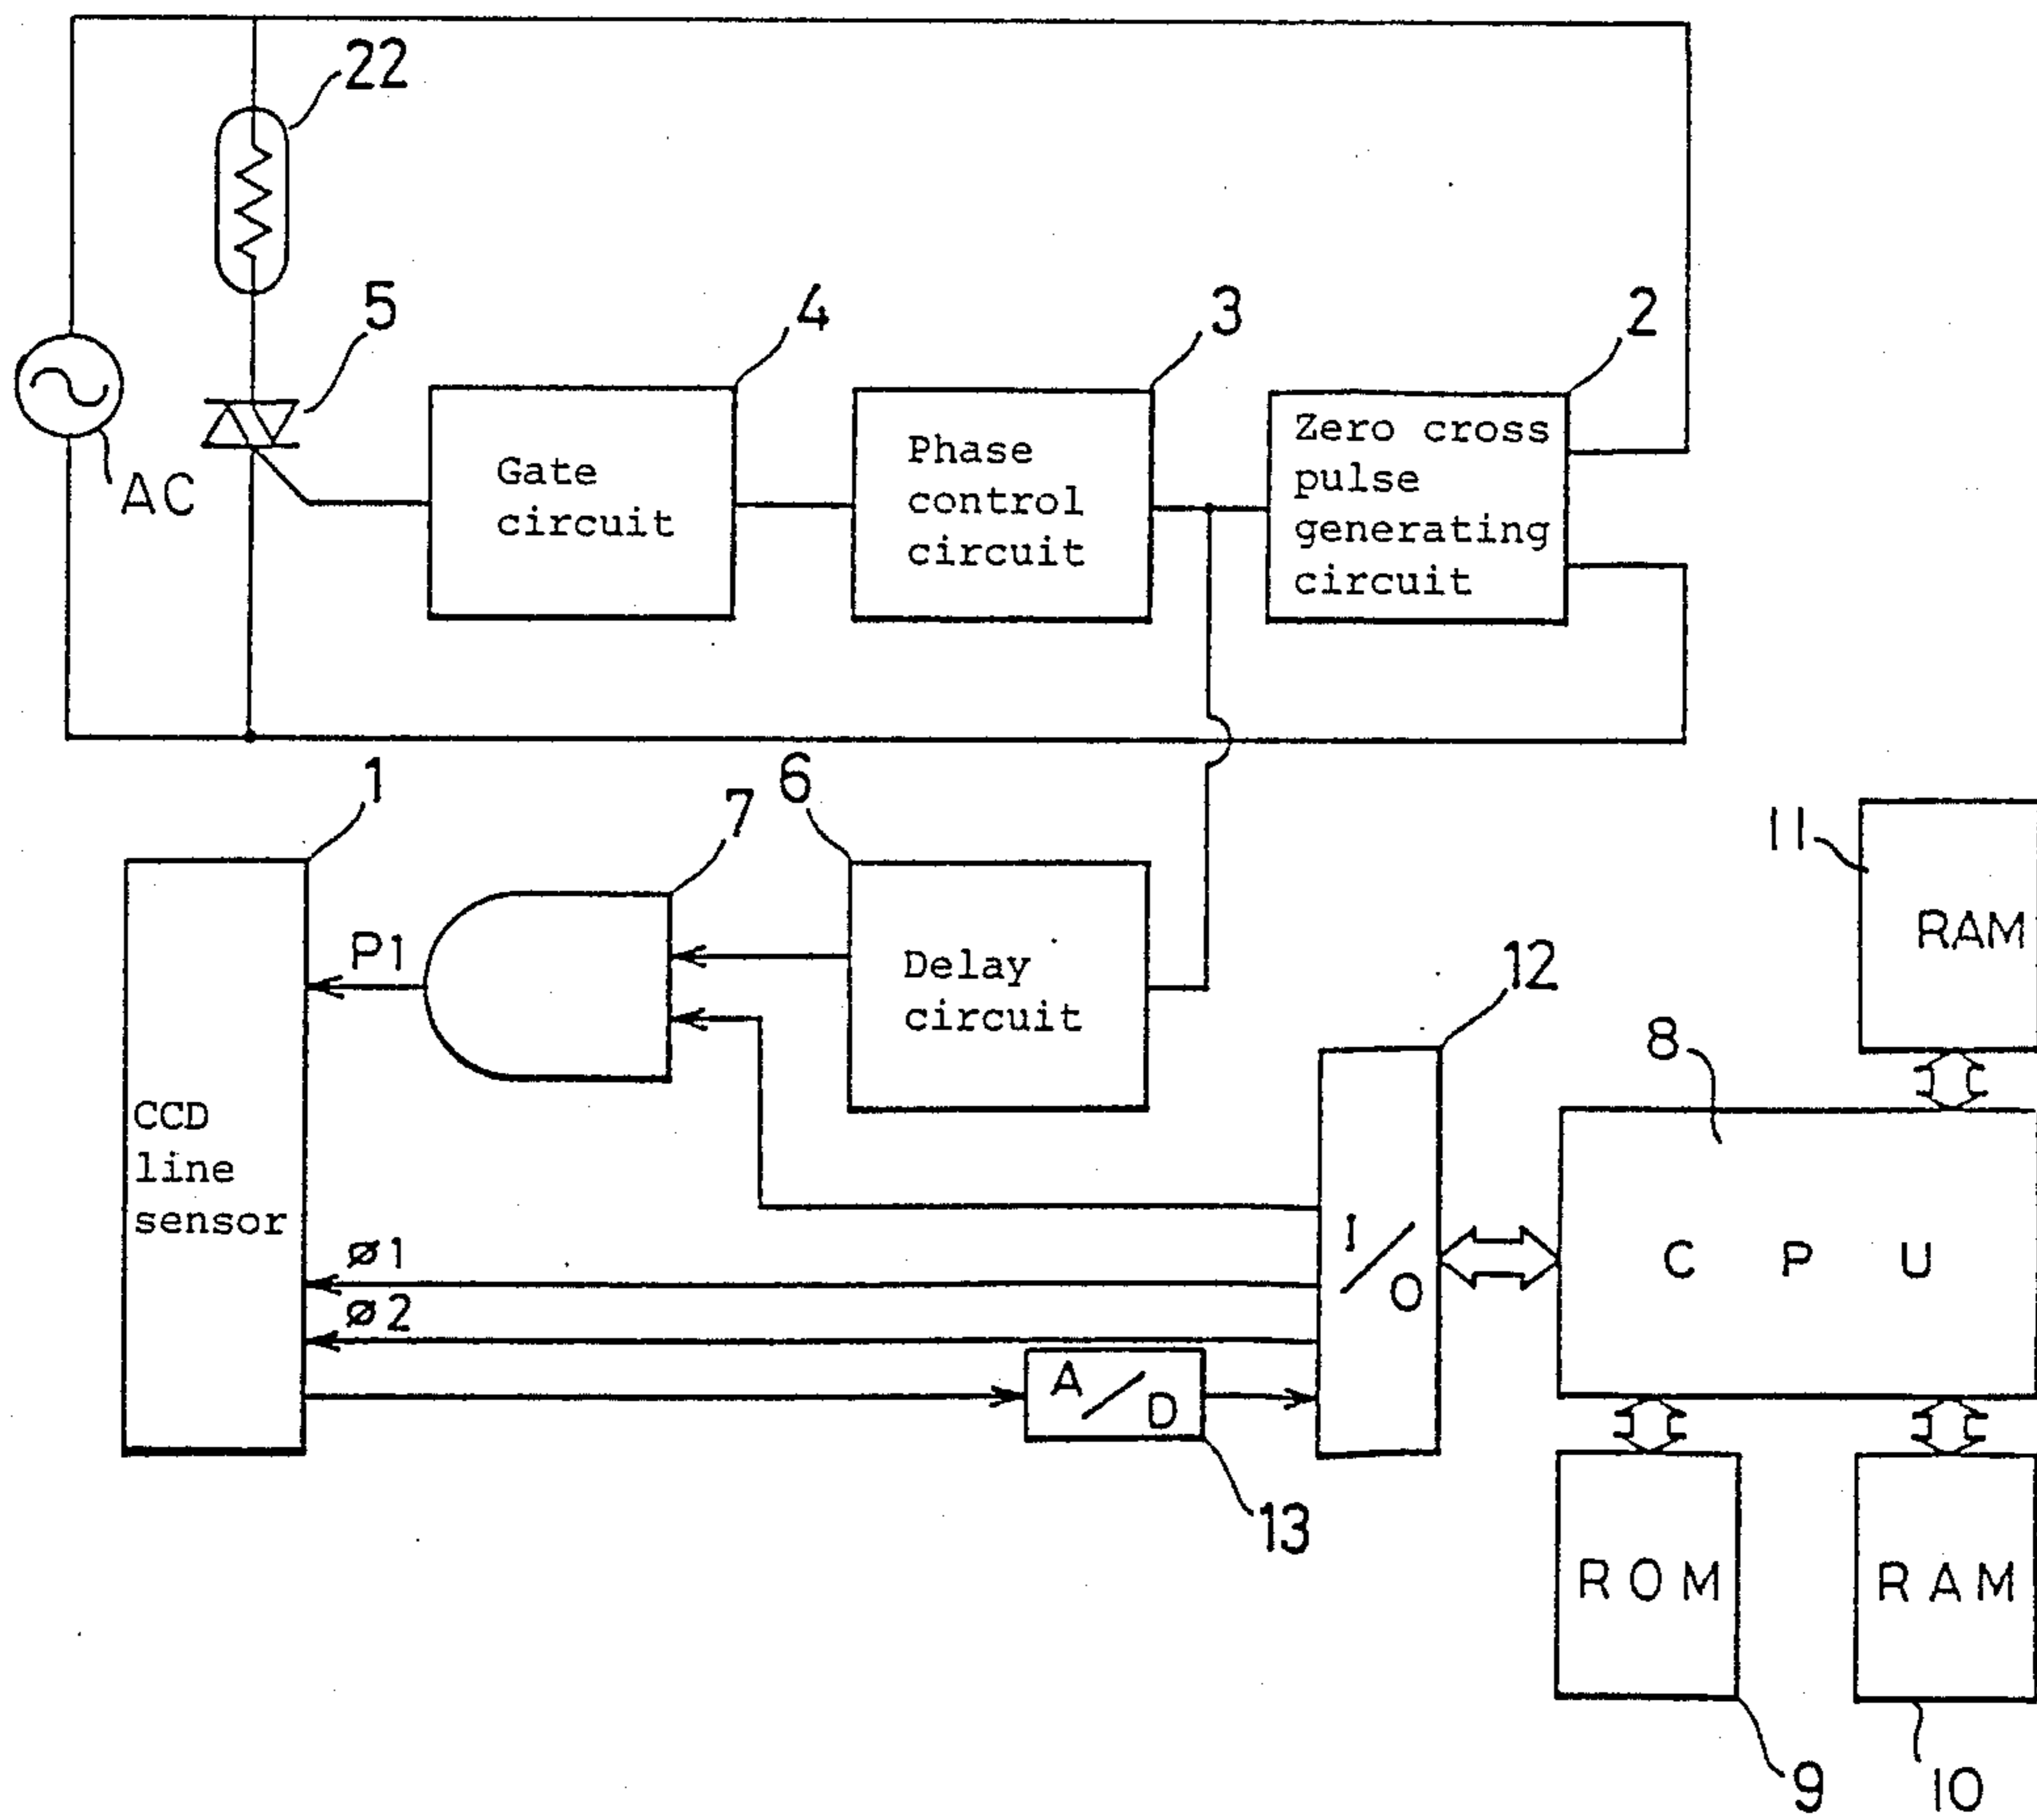 22
5
4
3
2
AC
Gate
circuit
Phase
control
circuit
Zero cross
pulse
generating
circuit
1
7
6
11
RAM
P1
Delay
circuit
12
8
CCD
line
sensor
I/O
C P U
ø1
ø2
A/D
13
ROM
RAM
9
10